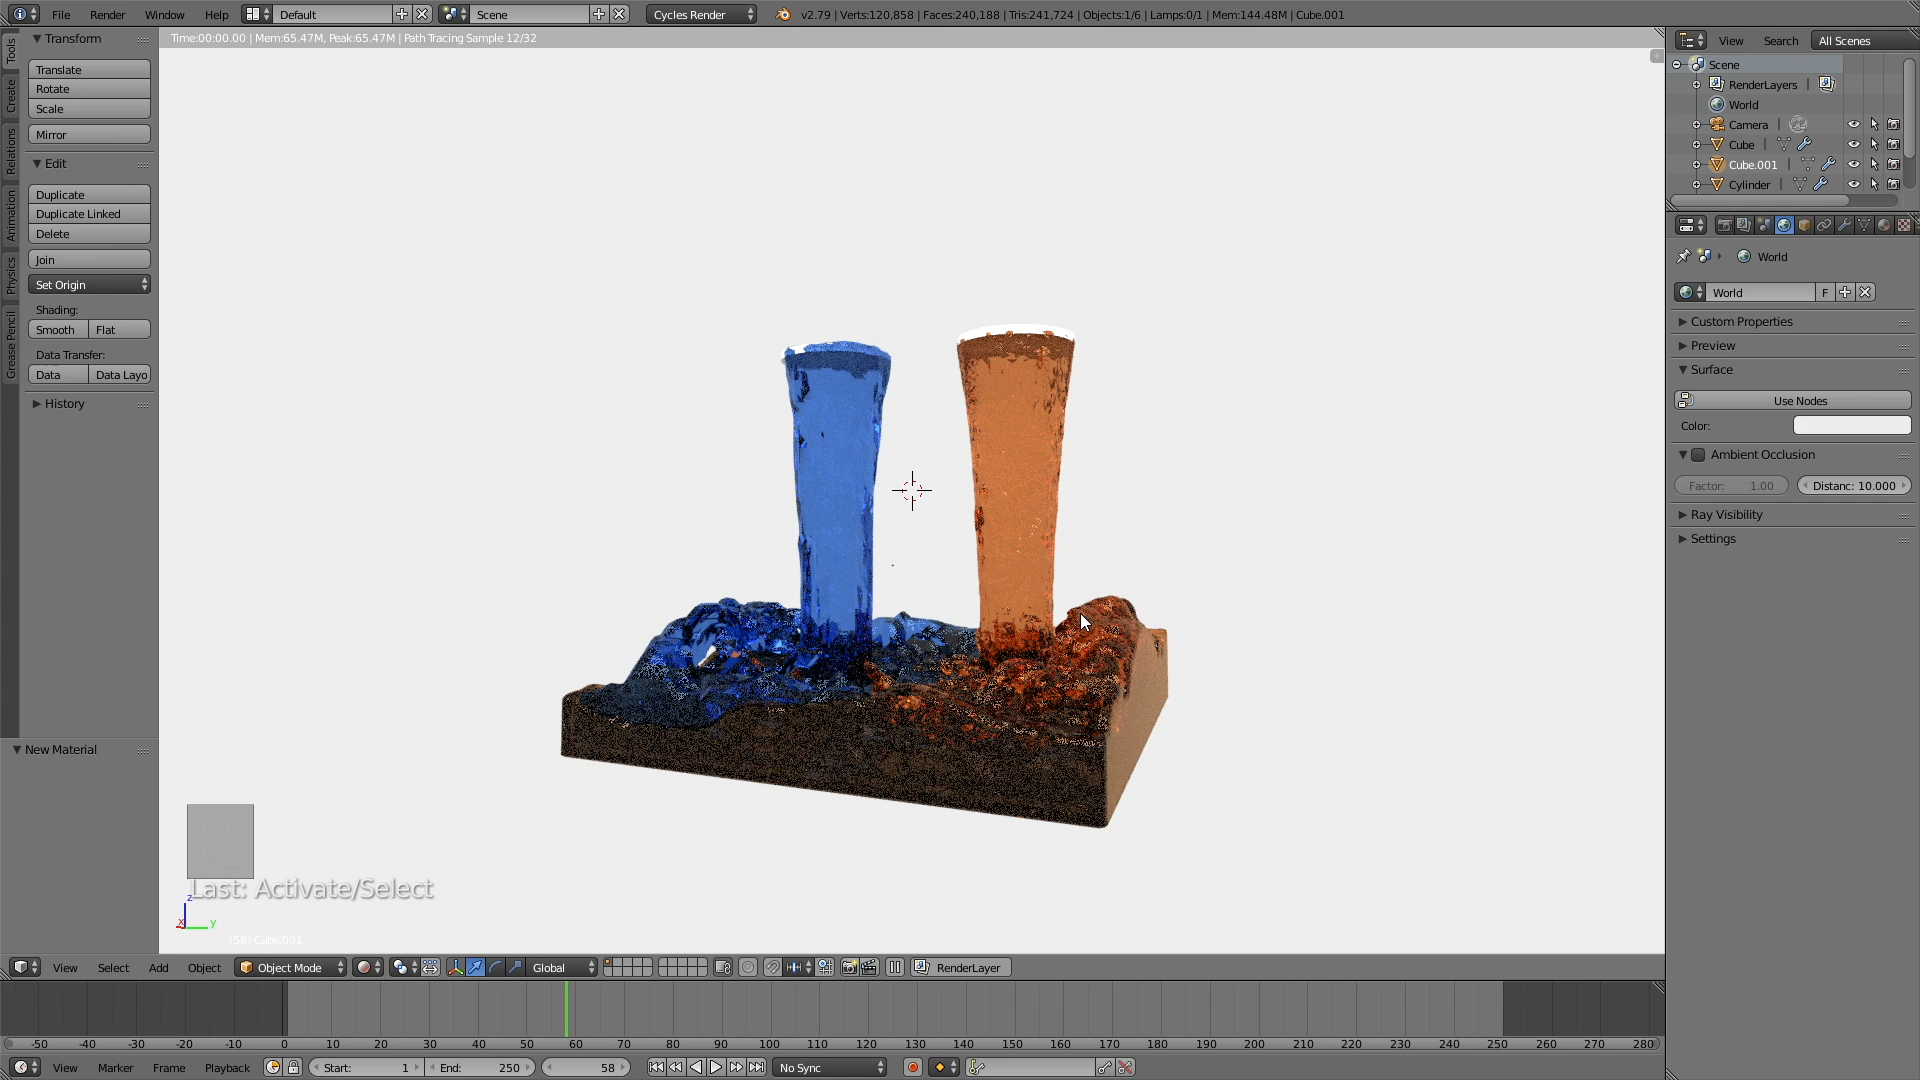 File Render Window Help Default Scene Cycles Render v2.79 | Verts:120,858 | Faces:240,188 | Tris:241,724 | Objects:1/6 | Lamps:0/1 | Mem:144.48M | Cube.001
Time:00:00.00 | Mem:65.47M, Peak:65.47M | Path Tracing Sample 12/32
Tools
Create
Relations
Animation
Physics
Grease Pencil
Transform
Translate
Rotate
Scale
Mirror
Edit
Duplicate
Duplicate Linked
Delete
Join
Set Origin
Shading:
Smooth Flat
Data Transfer:
Data Data Layo
History
New Material
Last: Activate/Select
z
x y
(58) Cube.001
View Search All Scenes
Scene
RenderLayers |
World
Camera |
Cube |
Cube.001 |
Cylinder |
World
World F
Custom Properties
Preview
Surface
Use Nodes
Color:
Ambient Occlusion
Factor: 1.00 Distanc: 10.000
Ray Visibility
Settings
View Select Add Object Object Mode Global RenderLayer
-50 -40 -30 -20 -10 0 10 20 30 40 50 60 70 80 90 100 110 120 130 140 150 160 170 180 190 200 210 220 230 240 250 260 270 280
View Marker Frame Playback Start: 1 End: 250 58 No Sync